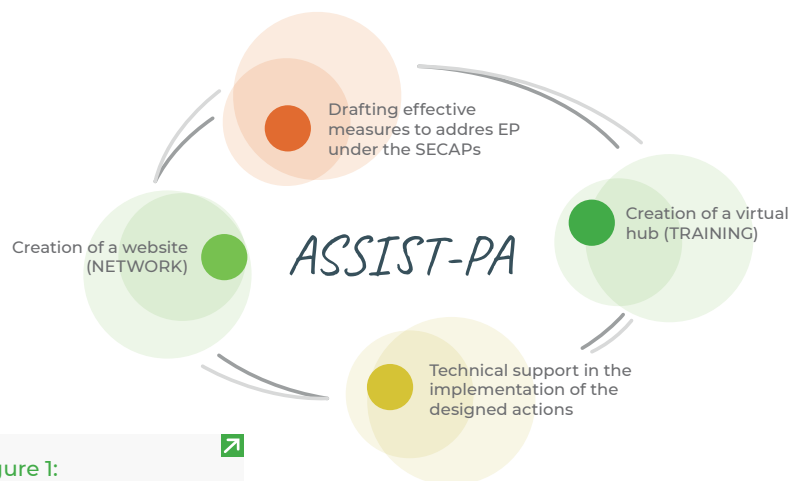 Drafting effective
measures to addres EP
under the SECAPs
Creation of a virtual
hub (TRAINING)
Creation of a website
(NETWORK)
ASSIST-PA
Technical support in the
implementation of the
designed actions
gure 1: